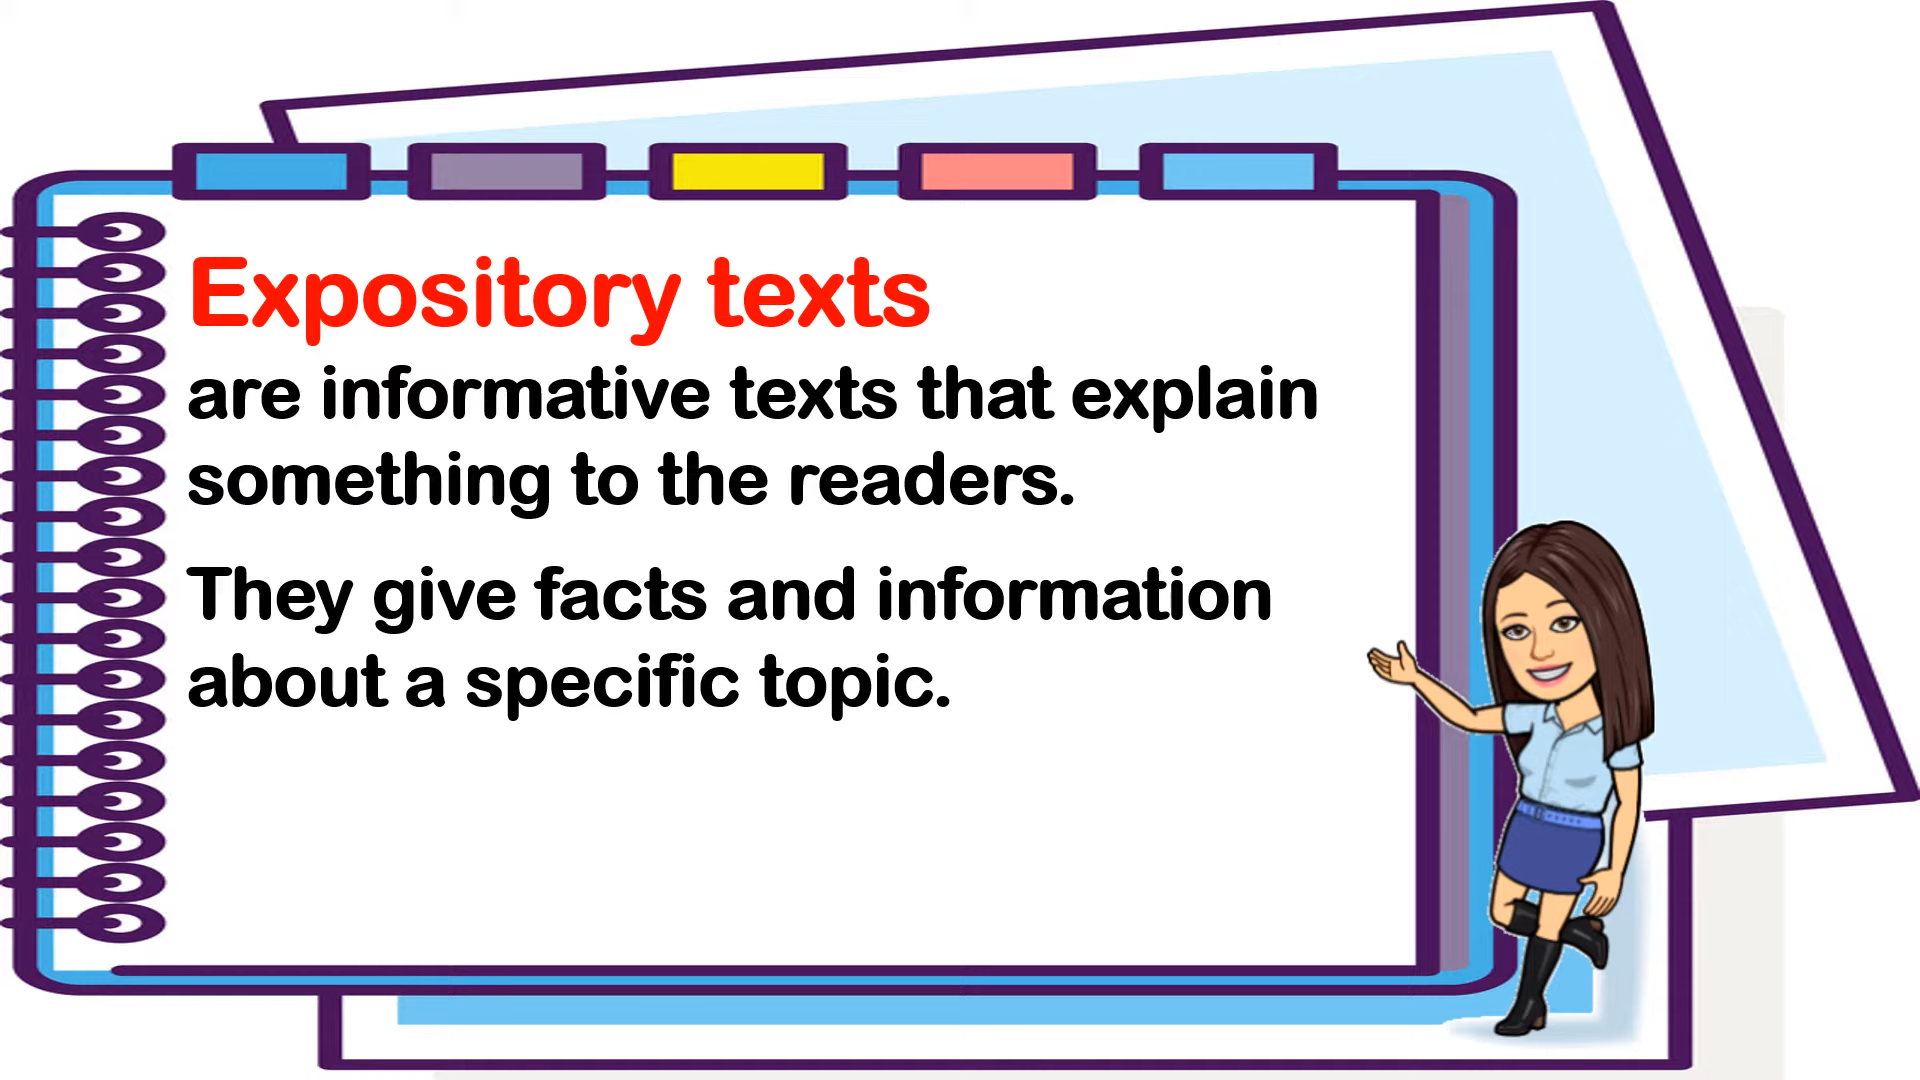 Expository texts
are informative texts that explain
something to the readers.
They give facts and information
about a specific topic.